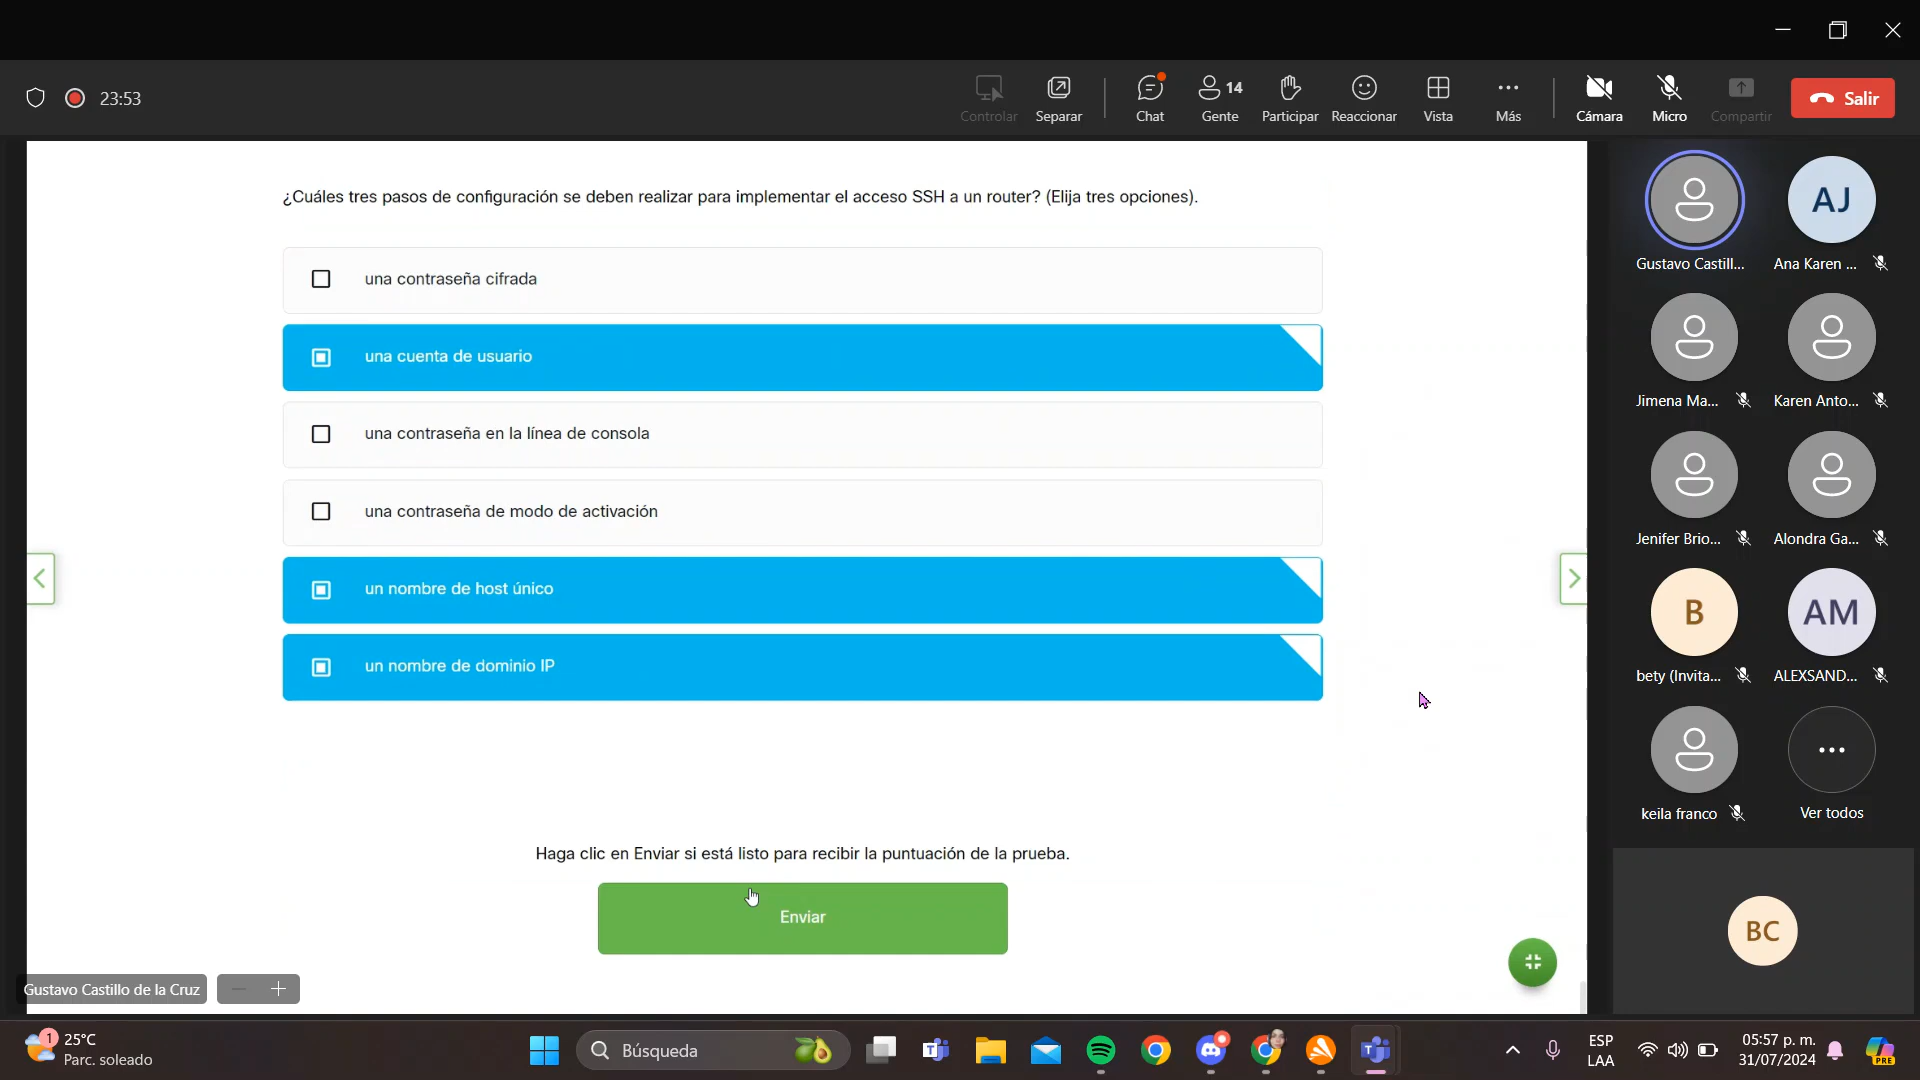 23:53
Controlar
Separar
Chat
14
Gente
Participar
Reaccionar
Vista
Más
Cámara
Micro
Compartir
Salir
¿Cuáles tres pasos de configuración se deben realizar para implementar el acceso SSH a un router? (Elija tres opciones).
una contraseña cifrada
una cuenta de usuario
una contraseña en la línea de consola
una contraseña de modo de activación
un nombre de host único
un nombre de dominio IP
Haga clic en Enviar si está listo para recibir la puntuación de la prueba.
Enviar
Gustavo Castillo de la Cruz
Gustavo Castill...
AJ
Ana Karen ...
Jimena Ma...
Karen Anto...
Jenifer Brio...
Alondra Ga...
B
bety (Invita...
AM
ALEXSAND...
keila franco
Ver todos
BC
1
25°C
Parc. soleado
Búsqueda
ESP
LAA
05:57 p. m.
31/07/2024
PRE